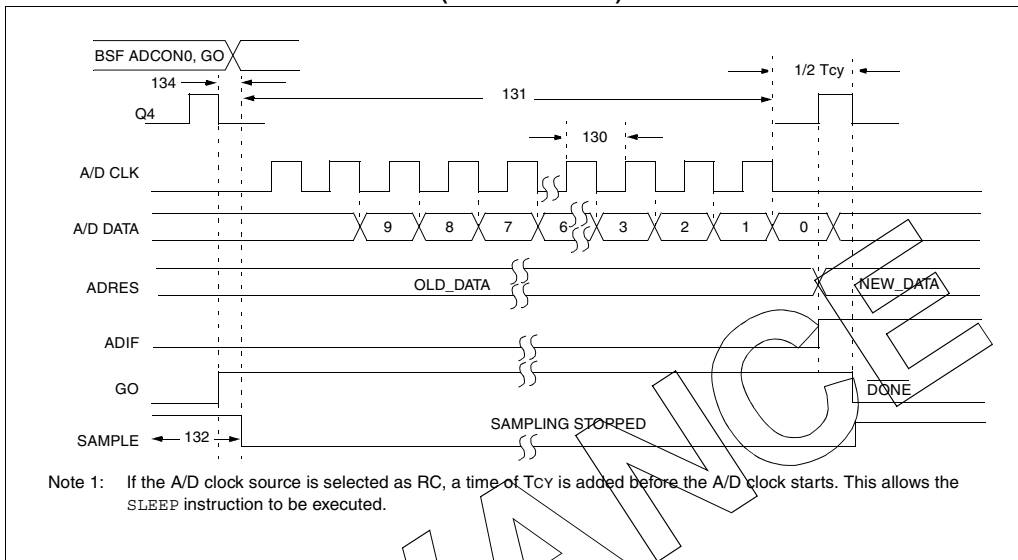 BSF ADCON0, GO
134
1/2 Tcy
131
Q4
130
A/D CLK
A/D DATA
9 8 7 6 3 2 1 0
ADRES
OLD_DATA
NEW_DATA
ADIF
GO
DONE
SAMPLING STOPPED
SAMPLE
132
Note 1: If the A/D clock source is selected as RC, a time of TCY is added before the A/D clock starts. This allows the
SLEEP instruction to be executed.